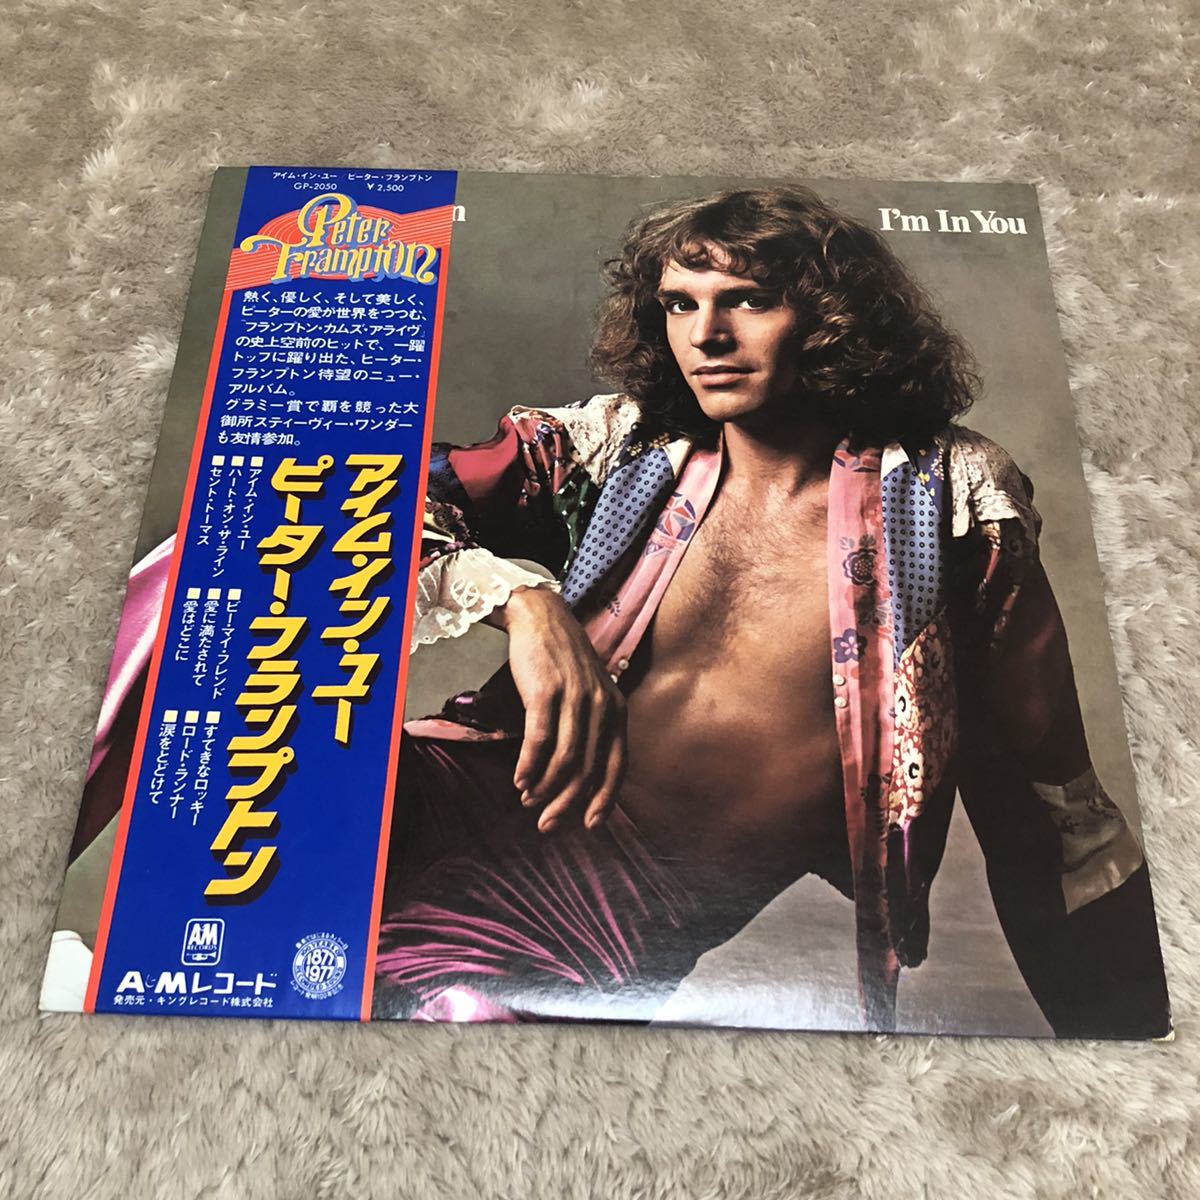 アイム・イン・ユー/ピーター・フランプトン
GP-2050 ¥2,500
Peter Frampton
熱く、優しく、そして美しく、
ピーターの愛が世界をつつむ、
「フランプトン・カムズ・アライヴ」
の史上空前のヒットで、一躍
トップに躍り出た、ピーター・
フランプトン待望のニュー・
アルバム。
グラミー賞で覇を競った大
御所スティーヴィー・ワンダー
も友情参加。
アイム・イン・ユー
ピーター・フランプトン
■アイム・イン・ユー
■ハート・オン・ザ・ライン
■セント・トーマス
■ビー・マイ・フレンド
■愛に満たされて
■愛はどこに
■すてきなロッキー
■ロード・ランナー
■涙をとどけて
A&M
RECORDS
1877
1977
A&Mレコード
発売元・キングレコード株式会社
n
I'm In You